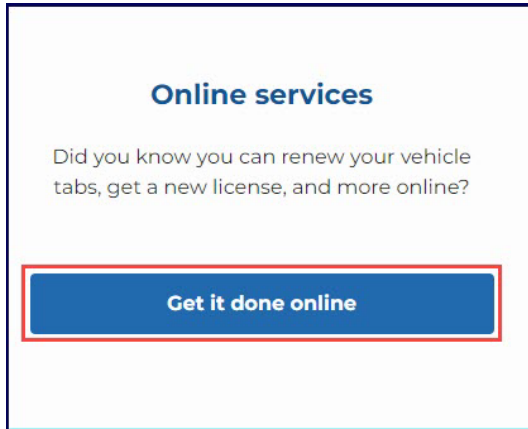 Online services
Did you know you can renew your vehicle
tabs, get a new license, and more online?
Get it done online